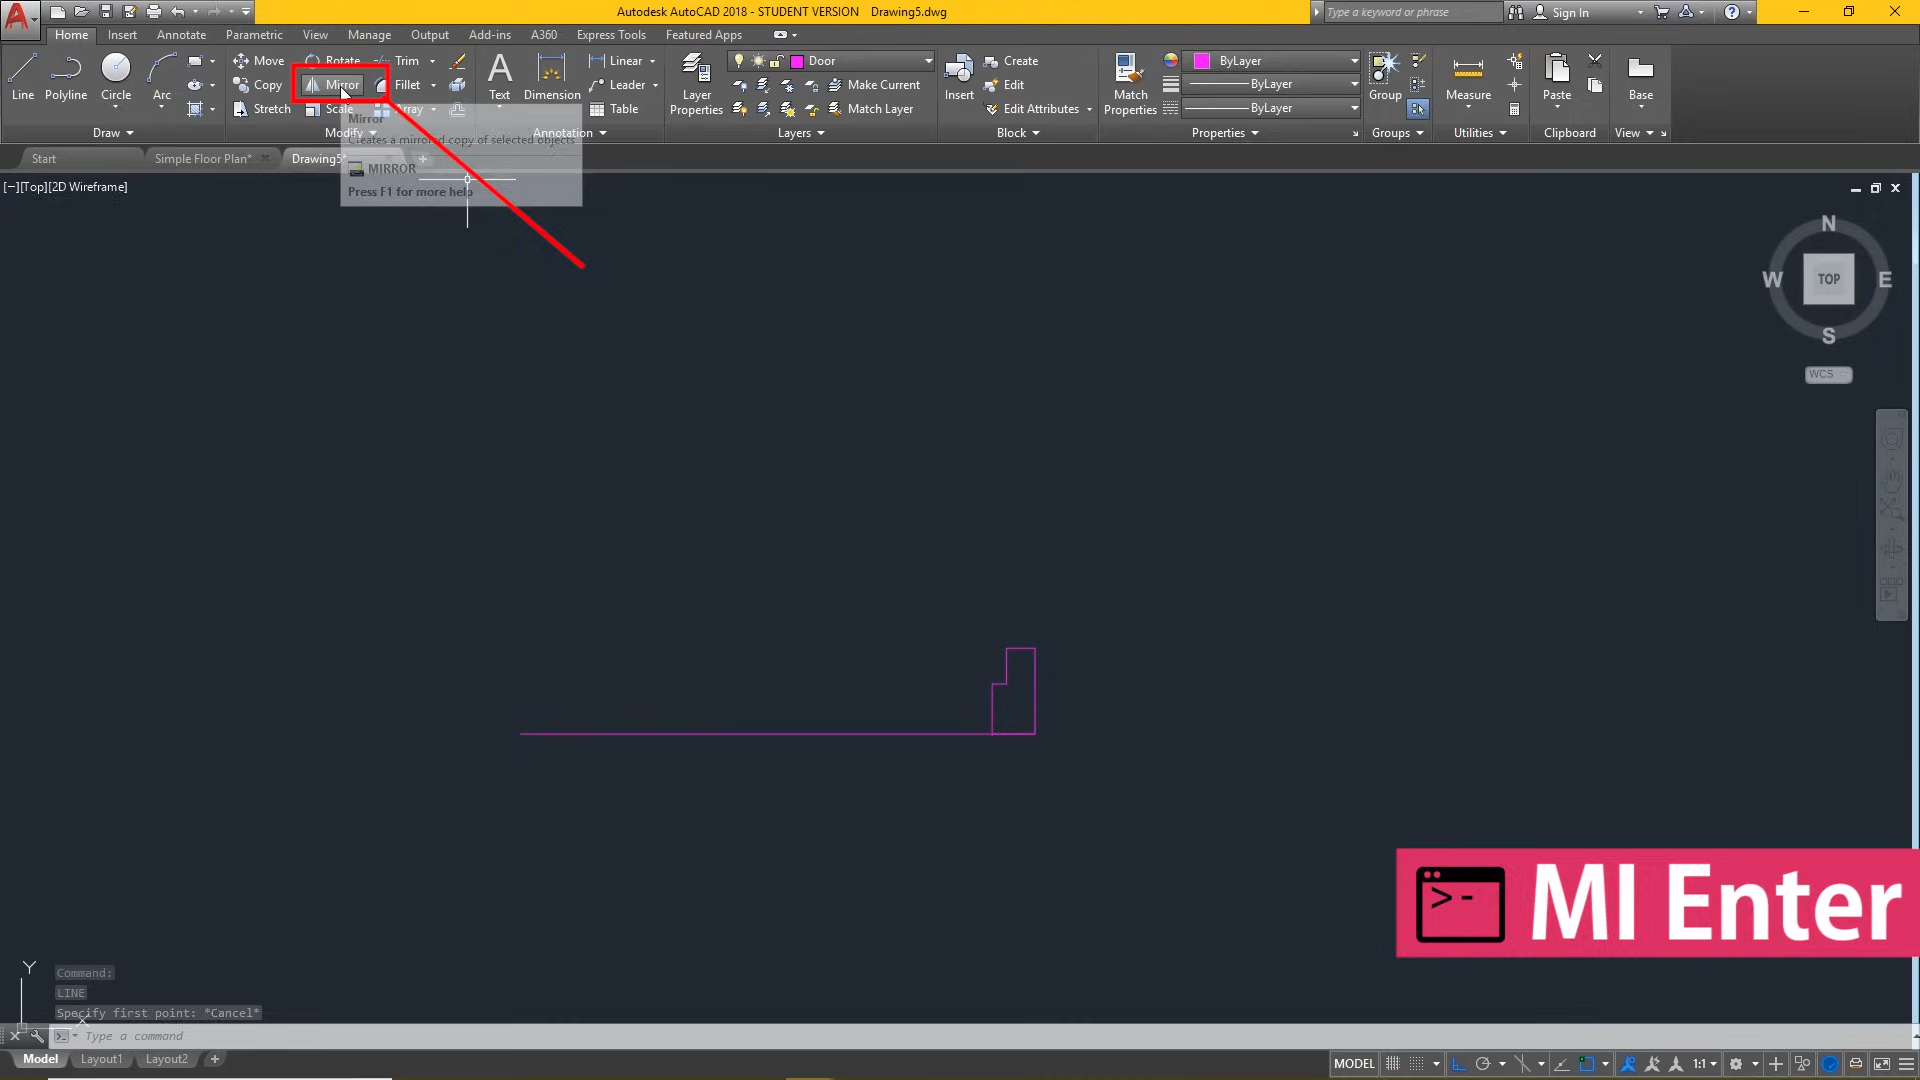 Autodesk AutoCAD 2018 - STUDENT VERSION Drawing5.dwg
Type a keyword or phrase
Sign In
Home Insert Annotate Parametric View Manage Output Add-ins A360 Express Tools Featured Apps
Line
Polyline
Circle
Arc
Draw
Move
Copy
Stretch
Rotate
Mirror
Scale
Trim
Fillet
Array
Modify
Text
Dimension
Linear
Leader
Table
Annotation
Layer
Properties
Door
Make Current
Match Layer
Layers
Insert
Create
Edit
Edit Attributes
Block
Match
Properties
ByLayer
ByLayer
ByLayer
Properties
Group
Groups
Measure
Utilities
Paste
Clipboard
Base
View
Start
Simple Floor Plan*
Drawing5*
Mirror
Creates a mirrored copy of selected objects
MIRROR
Press F1 for more help
[−][Top][2D Wireframe]
N
W
TOP
E
S
WCS
MI Enter
Y
X
Command:
LINE
Specify first point: *Cancel*
Type a command
Model Layout1 Layout2
MODEL
1:1